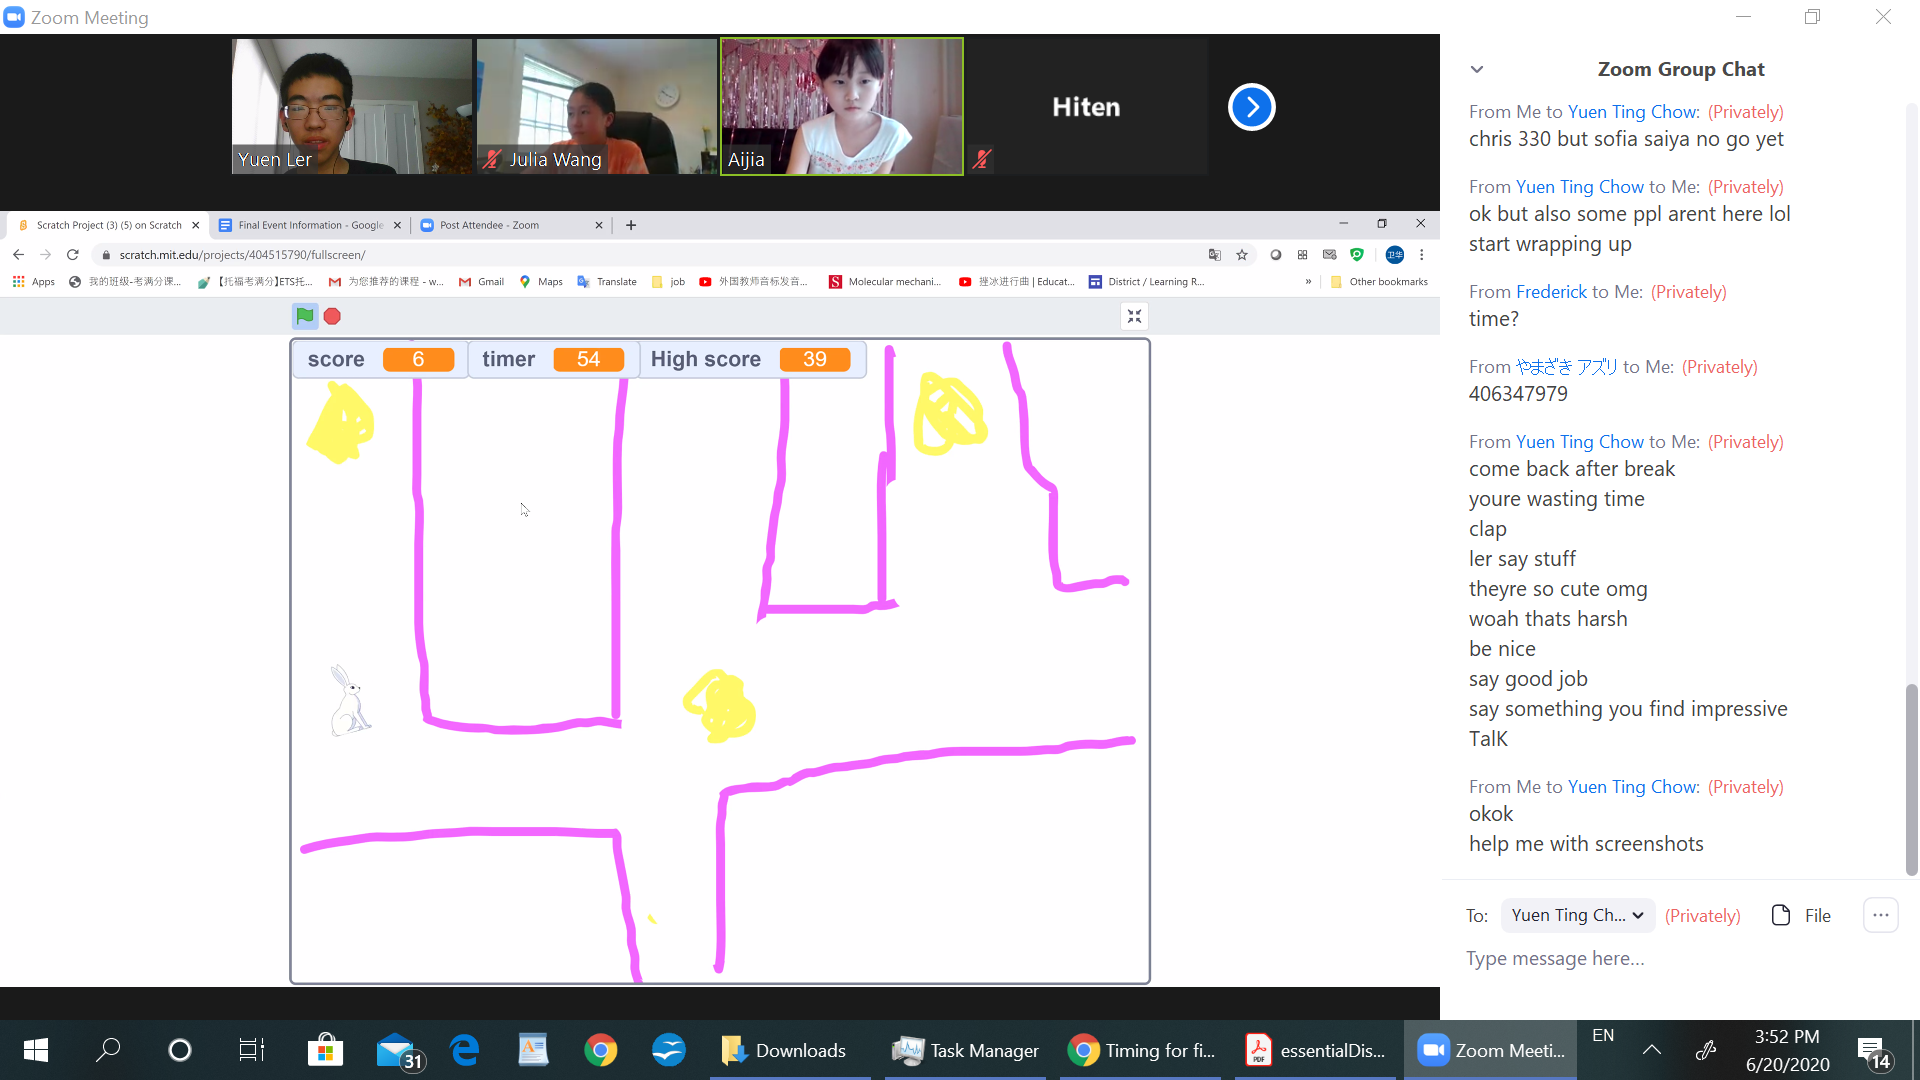 Zoom Meeting
Yuen Ler
Julia Wang
Aijia
Hiten
Scratch Project (3) (5) on Scratch
Final Event Information - Google
Post Attendee - Zoom
scratch.mit.edu/projects/404515790/fullscreen/
卫华
Apps
我的班级-考满分课...
【托福考满分】ETS托...
为您推荐的课程 - w...
Gmail
Maps
Translate
job
外国教师音标发音...
Molecular mechani...
挫冰进行曲 | Educat...
District / Learning R...
»
Other bookmarks
score 6 timer 54 High score 39
Zoom Group Chat
From Me to Yuen Ting Chow: (Privately)
chris 330 but sofia saiya no go yet
From Yuen Ting Chow to Me: (Privately)
ok but also some ppl arent here lol
start wrapping up
From Frederick to Me: (Privately)
time?
From やまざき アズリ to Me: (Privately)
406347979
From Yuen Ting Chow to Me: (Privately)
come back after break
youre wasting time
clap
ler say stuff
theyre so cute omg
woah thats harsh
be nice
say good job
say something you find impressive
TalK
From Me to Yuen Ting Chow: (Privately)
okok
help me with screenshots
To: Yuen Ting Ch... (Privately) File
Type message here...
31
Downloads
Task Manager
Timing for fi...
PDF
essentialDis...
Zoom Meeti...
EN
3:52 PM
6/20/2020
14